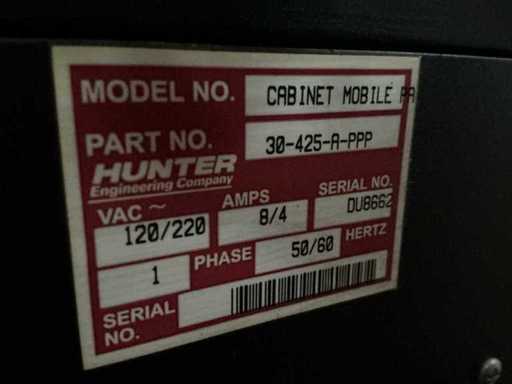 MODEL NO. CABINET MOBILE PA
PART NO. 30-425-A-PPP
HUNTER
Engineering Company
VAC ~ AMPS SERIAL NO.
120/220 8/4 DU8662
1 PHASE 50/60 HERTZ
SERIAL
NO.